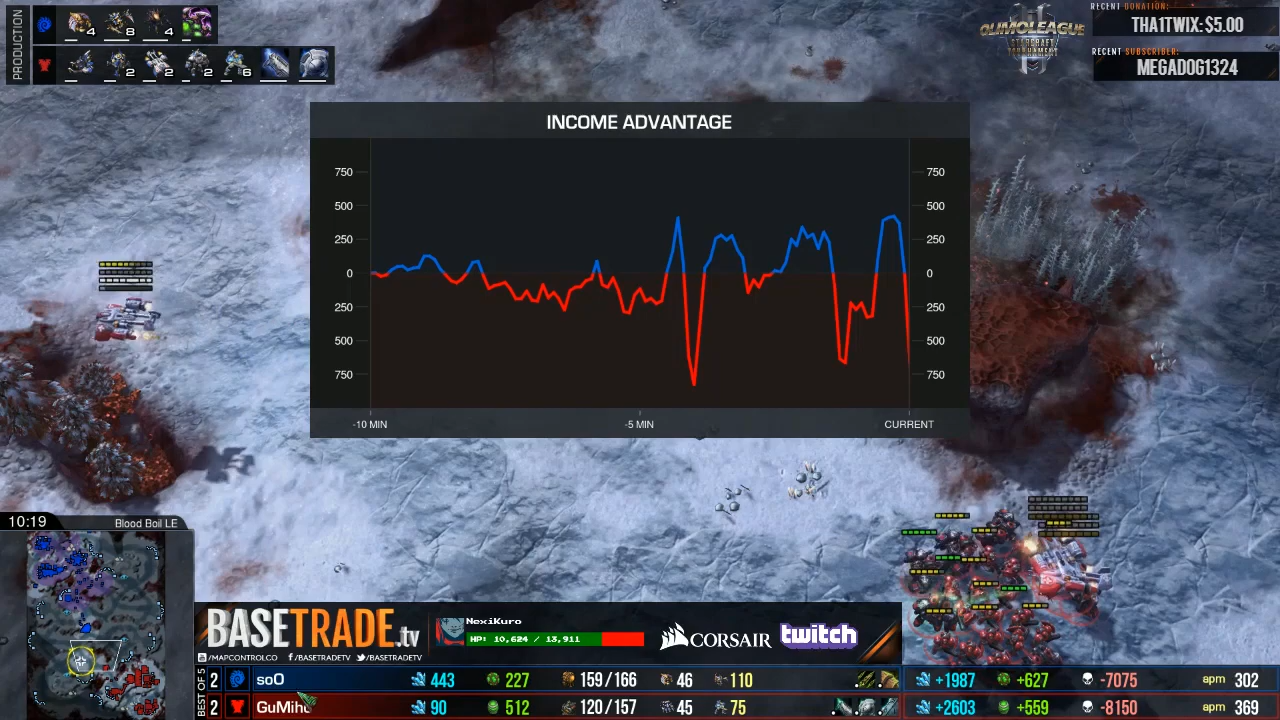 PRODUCTION
4 8 4
2 2 2 6
OLIMOLEAGUE
STARCRAFT
TOURNAMENT
RECENT DONATION:
THA1TWIX: $5.00
RECENT SUBSCRIBER:
MEGAD0G1324
INCOME ADVANTAGE
750 750
500 500
250 250
0 0
250 250
500 500
750 750
-10 MIN -5 MIN CURRENT
10:19 Blood Boil LE
BASETRADE.tv
/MAPCONTROLCO /BASETRADETV /BASETRADETV
NexiKuro
HP: 10,624 / 13,911
CORSAIR twitch
BEST OF 5
2 soO 443 227 159/166 46 110 +1987 +627 -7075 apm 302
2 GuMiho 90 512 120/157 45 75 +2603 +559 -8150 apm 369